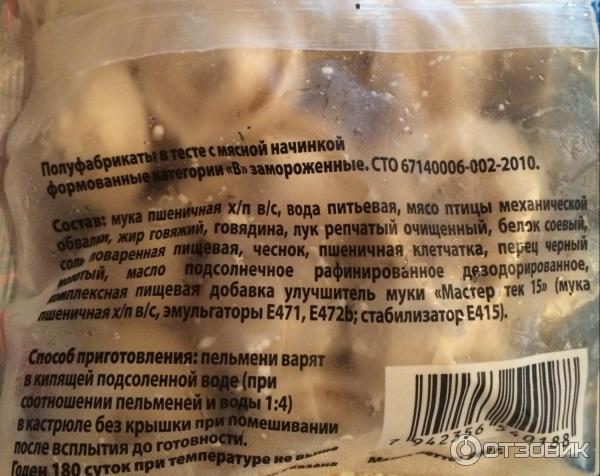 Полуфабрикаты в тесте с мясной начинкой
формованные категории «В» замороженные. СТО 67140006-002-2010.
Состав: мука пшеничная х/п в/с, вода питьевая, мясо птицы механической
обвалки, жир говяжий, говядина, лук репчатый очищенный, белок соевый,
соль поваренная пищевая, чеснок, пшеничная клетчатка, перец черный
молотый, масло подсолнечное рафинированное дезодорированное,
комплексная пищевая добавка улучшитель муки «Мастер тек 15» (мука
пшеничная х/п в/с, эмульгаторы Е471, Е472b; стабилизатор Е415).
Способ приготовления: пельмени варят
в кипящей подсоленной воде (при
соотношении пельменей и воды 1:4)
в кастрюле без крышки при помешивании
после всплытия до готовности.
Годен 180 суток при температуре не выше
7 942356
ОТЗОВИК